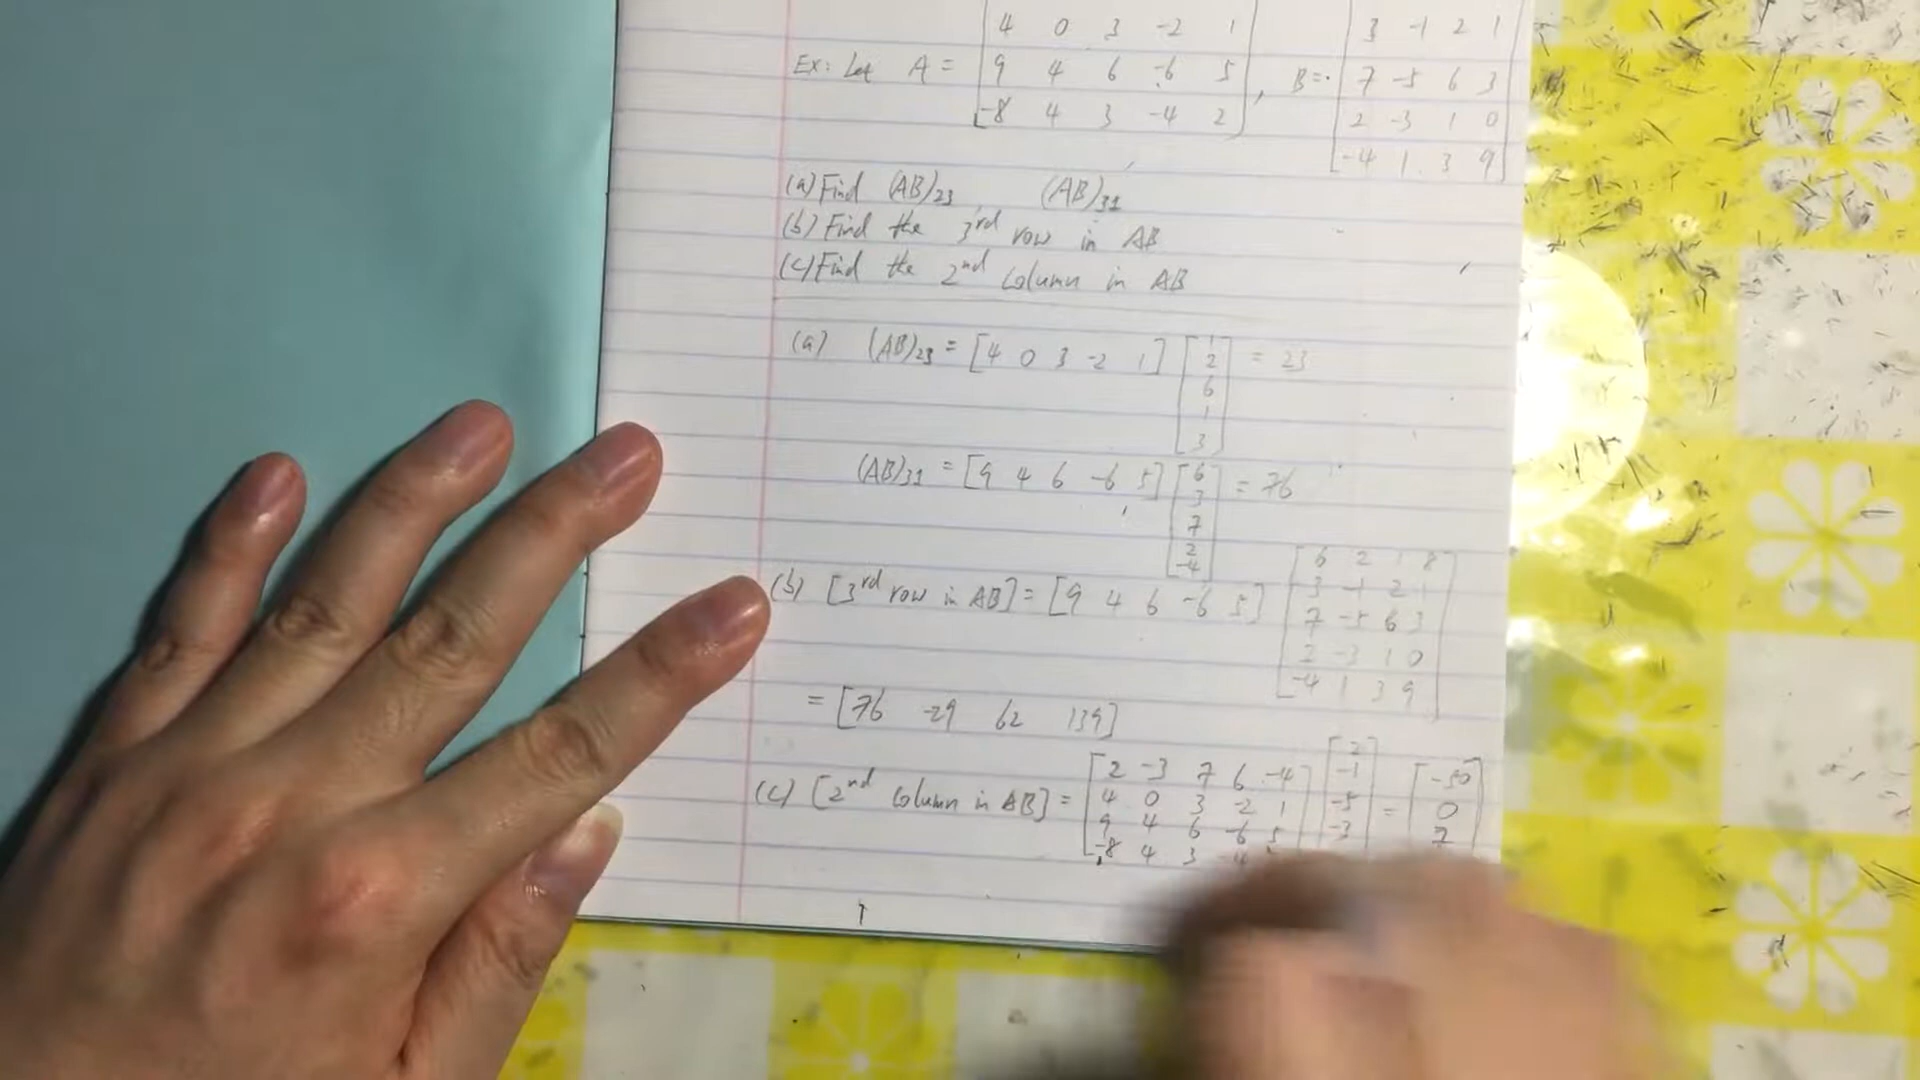 4 0 3 -2 1 3 -1 2 1
Ex: Let A = 9 4 6 -6 5 , B = 7 -5 6 3
-8 4 3 -4 2 2 -3 1 0
-4 1 3 9
(a) Find (AB)23 (AB)31
(b) Find the 3rd row in AB
(c) Find the 2nd column in AB
(a) (AB)23 = [4 0 3 -2 1] [1 2 6 1 3] = 23
(AB)31 = [9 4 6 -6 5] [6 3 7 2 -4] = 76
(b) [3rd row in AB] = [9 4 6 -6 5] [6 2 1 8
3 -1 2 1
7 -5 6 3
2 -3 1 0
-4 1 3 9]
= [76 -29 62 139]
(c) [2nd column in AB] = [2 -3 7 6 -4
4 0 3 -2 1
9 4 6 -6 5
-8 4 3 -4] [2 -1 -5 -3 = [-50 0 7